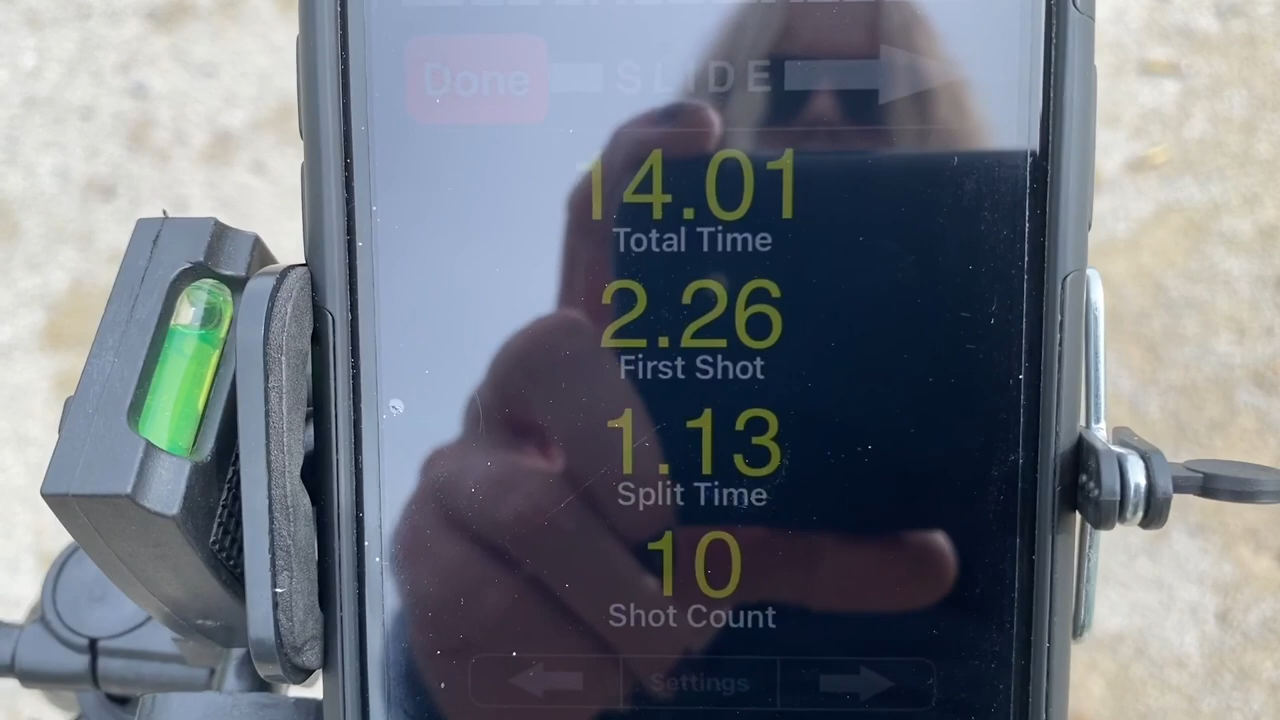 Done SLIDE
14.01
Total Time
2.26
First Shot
1.13
Split Time
10
Shot Count
Settings